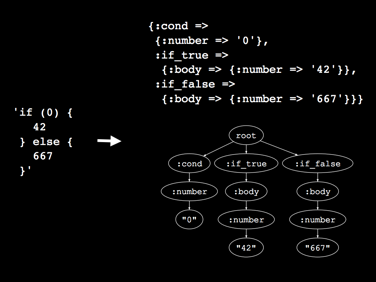 {:cond =>
{:number => '0'},
:if_true =>
{:body => {:number => '42'}},
:if_false =>
{:body => {:number => '667'}}}
'if (0) {
42
} else {
667
}'
root
:cond :if_true :if_false
:number :body :body
"0" :number :number
"42" "667"